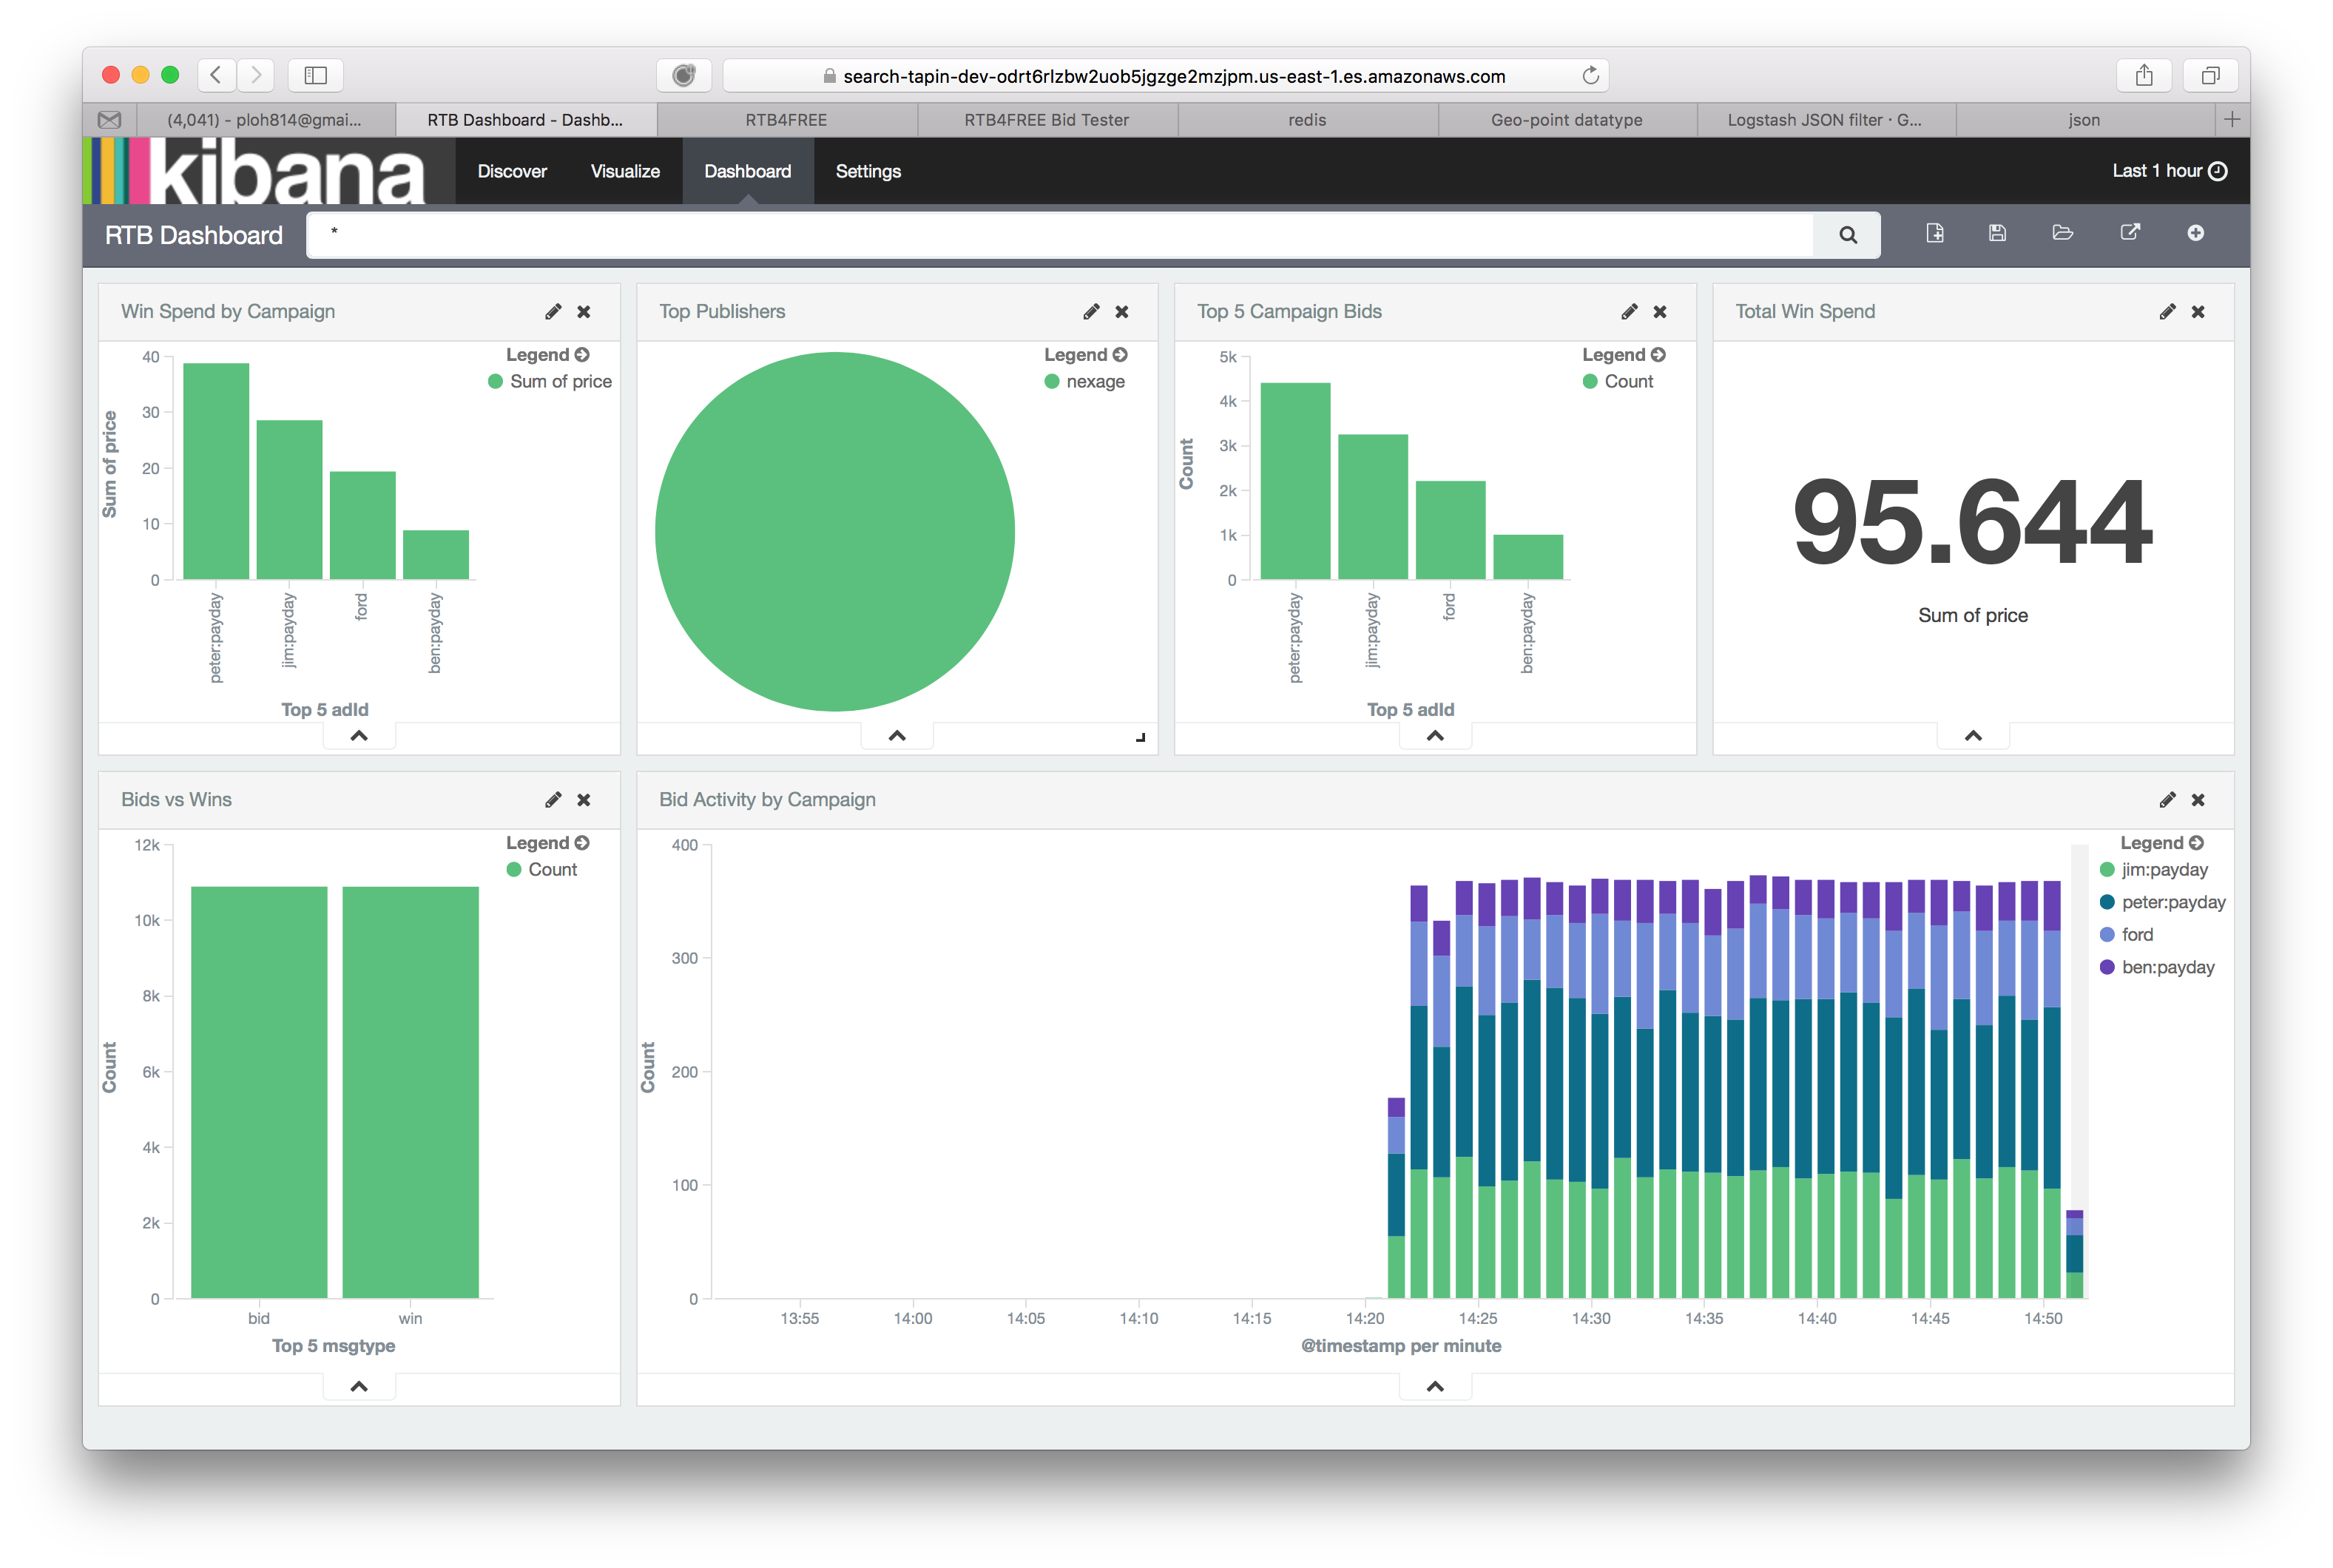 search-tapin-dev-odrt6rlzbw2uob5jgzge2mzjpm.us-east-1.es.amazonaws.com
(4,041) - ploh814@gmai...
RTB Dashboard - Dashb...
RTB4FREE
RTB4FREE Bid Tester
redis
Geo-point datatype
Logstash JSON filter · G...
json
kibana
Discover
Visualize
Dashboard
Settings
Last 1 hour
RTB Dashboard
*
Win Spend by Campaign
Legend
Sum of price
40
30
20
10
0
Sum of price
peter:payday
jim:payday
ford
ben:payday
Top 5 adId
Top Publishers
Legend
nexage
Top 5 Campaign Bids
Legend
Count
5k
4k
3k
2k
1k
0
Count
peter:payday
jim:payday
ford
ben:payday
Top 5 adId
Total Win Spend
95.644
Sum of price
Bids vs Wins
Legend
Count
12k
10k
8k
6k
4k
2k
0
Count
bid
win
Top 5 msgtype
Bid Activity by Campaign
Legend
jim:payday
peter:payday
ford
ben:payday
400
300
200
100
0
Count
13:55
14:00
14:05
14:10
14:15
14:20
14:25
14:30
14:35
14:40
14:45
14:50
@timestamp per minute